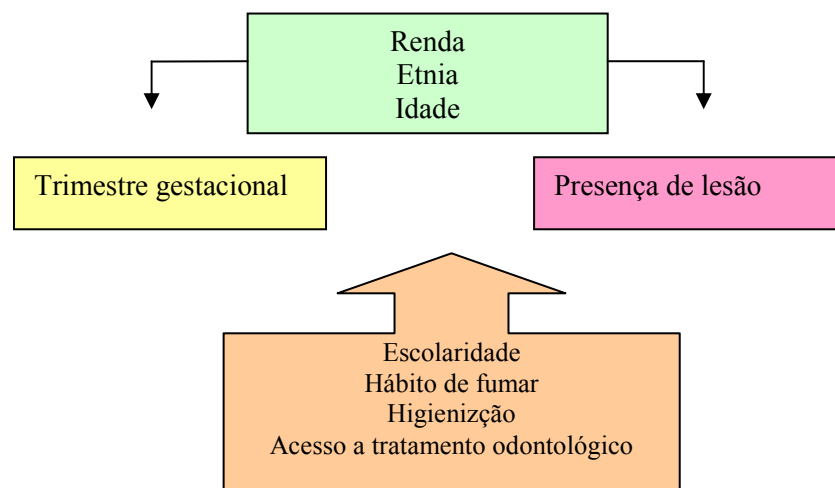 Renda
Etnia
Idade
Trimestre gestacional
Presença de lesão
Escolaridade
Hábito de fumar
Higienizção
Acesso a tratamento odontológico